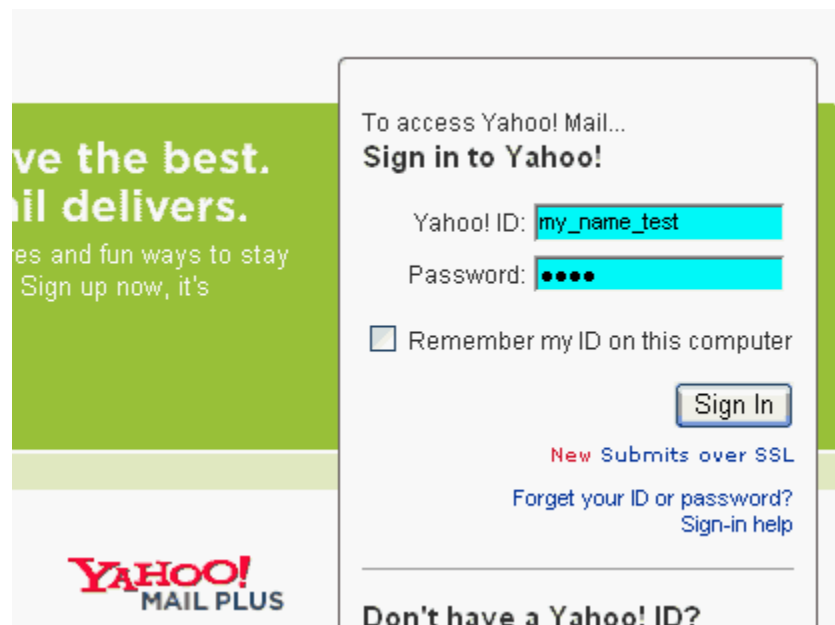 ve the best.
il delivers.
res and fun ways to stay
Sign up now, it's
To access Yahoo! Mail...
Sign in to Yahoo!
Yahoo! ID: my_name_test
Password: ●●●●
Remember my ID on this computer
Sign In
New Submits over SSL
Forget your ID or password?
Sign-in help
YAHOO!
MAIL PLUS
Don't have a Yahoo! ID?